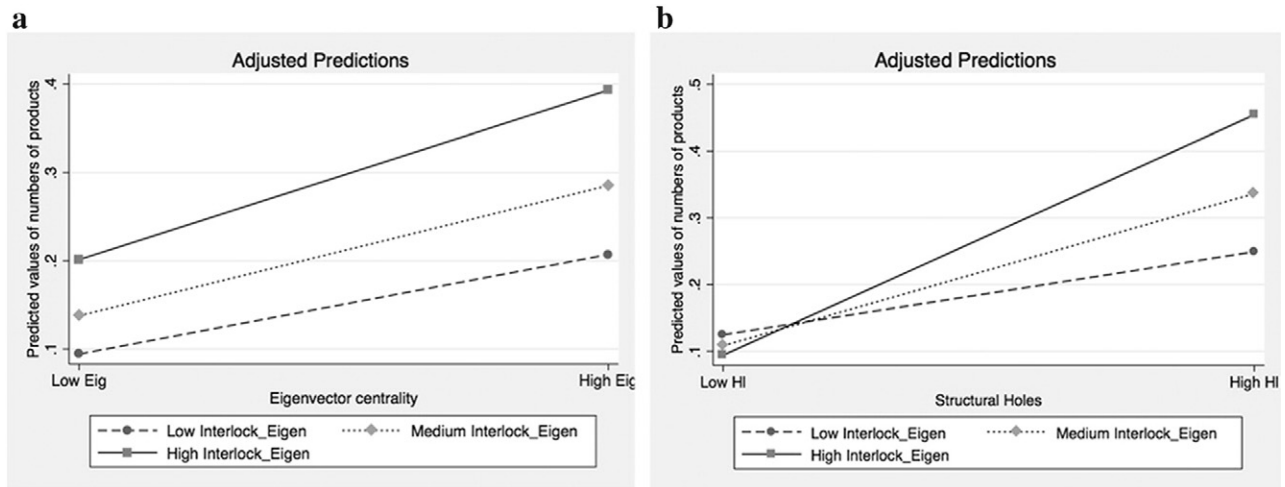 a
Adjusted Predictions
Predicted values of numbers of products
.4
.3
.2
.1
Low Eig
High Eig
Eigenvector centrality
Low Interlock_Eigen
Medium Interlock_Eigen
High Interlock_Eigen
b
Adjusted Predictions
Predicted values of numbers of products
.5
.4
.3
.2
.1
Low HI
High HI
Structural Holes
Low Interlock_Eigen
Medium Interlock_Eigen
High Interlock_Eigen